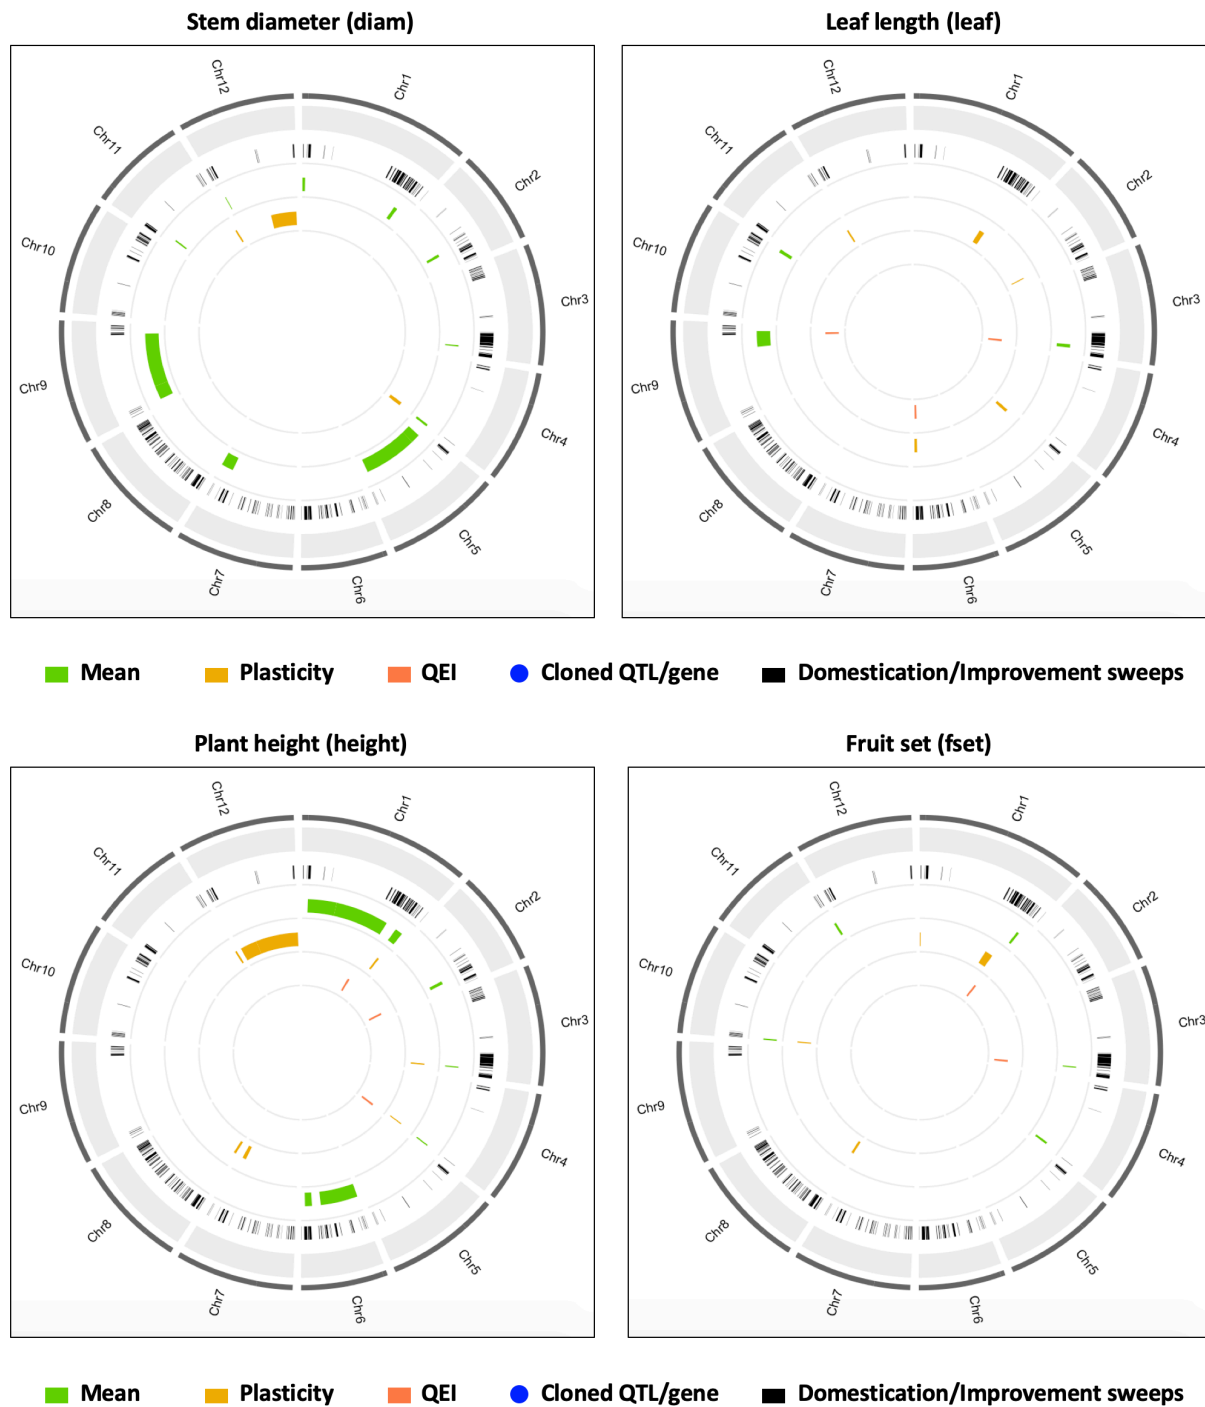 Stem diameter (diam)
Leaf length (leaf)
Chr1
Chr2
Chr3
Chr4
Chr5
Chr6
Chr7
Chr8
Chr9
Chr10
Chr11
Chr12
Chr1
Chr2
Chr3
Chr4
Chr5
Chr6
Chr7
Chr8
Chr9
Chr10
Chr11
Chr12
Mean Plasticity QEI Cloned QTL/gene Domestication/Improvement sweeps
Plant height (height)
Fruit set (fset)
Chr1
Chr2
Chr3
Chr4
Chr5
Chr6
Chr7
Chr8
Chr9
Chr10
Chr11
Chr12
Chr1
Chr2
Chr3
Chr4
Chr5
Chr6
Chr7
Chr8
Chr9
Chr10
Chr11
Chr12
Mean Plasticity QEI Cloned QTL/gene Domestication/Improvement sweeps